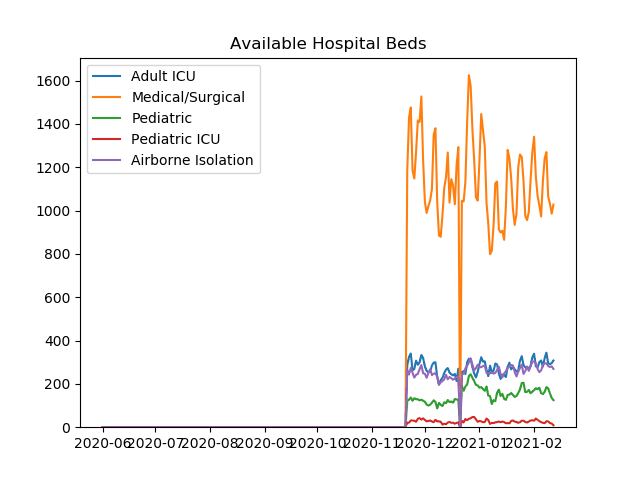 Available Hospital Beds
Adult ICU
Medical/Surgical
Pediatric
Pediatric ICU
Airborne Isolation
1600
1400
1200
1000
800
600
400
200
0
2020-06 2020-07 2020-08 2020-09 2020-10 2020-11 2020-12 2021-01 2021-02